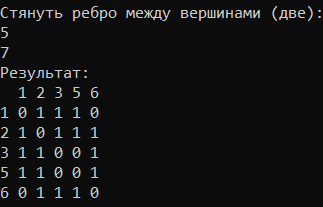 Стянуть ребро между вершинами (две):
5
7
Результат:
  1 2 3 5 6
1 0 1 1 1 0
2 1 0 1 1 1
3 1 1 0 0 1
5 1 1 0 0 1
6 0 1 1 1 0